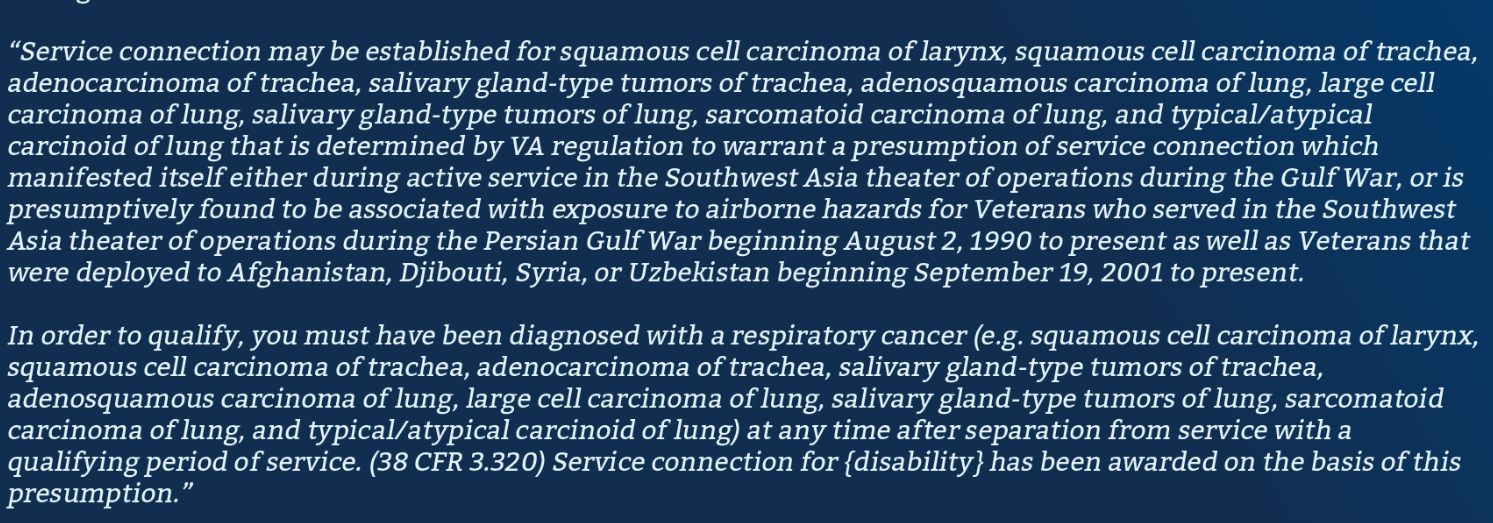 “Service connection may be established for squamous cell carcinoma of larynx, squamous cell carcinoma of trachea,
adenocarcinoma of trachea, salivary gland-type tumors of trachea, adenosquamous carcinoma of lung, large cell
carcinoma of lung, salivary gland-type tumors of lung, sarcomatoid carcinoma of lung, and typical/atypical
carcinoid of lung that is determined by VA regulation to warrant a presumption of service connection which
manifested itself either during active service in the Southwest Asia theater of operations during the Gulf War, or is
presumptively found to be associated with exposure to airborne hazards for Veterans who served in the Southwest
Asia theater of operations during the Persian Gulf War beginning August 2, 1990 to present as well as Veterans that
were deployed to Afghanistan, Djibouti, Syria, or Uzbekistan beginning September 19, 2001 to present.
In order to qualify, you must have been diagnosed with a respiratory cancer (e.g. squamous cell carcinoma of larynx,
squamous cell carcinoma of trachea, adenocarcinoma of trachea, salivary gland-type tumors of trachea,
adenosquamous carcinoma of lung, large cell carcinoma of lung, salivary gland-type tumors of lung, sarcomatoid
carcinoma of lung, and typical/atypical carcinoid of lung) at any time after separation from service with a
qualifying period of service. (38 CFR 3.320) Service connection for {disability} has been awarded on the basis of this
presumption.”